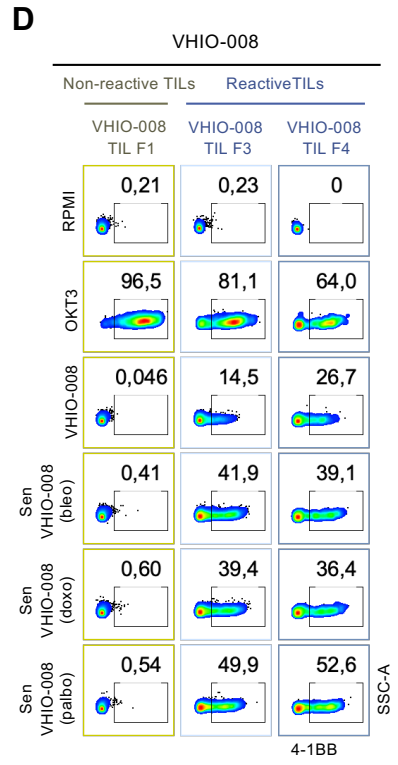 D
VHIO-008
Non-reactive TILs ReactiveTILs
VHIO-008 VHIO-008 VHIO-008
TIL F1 TIL F3 TIL F4
RPMI 0,21 0,23 0
OKT3 96,5 81,1 64,0
VHIO-008 0,046 14,5 26,7
Sen VHIO-008 (bleo) 0,41 41,9 39,1
Sen VHIO-008 (doxo) 0,60 39,4 36,4
Sen VHIO-008 (palbo) 0,54 49,9 52,6
SSC-A
4-1BB